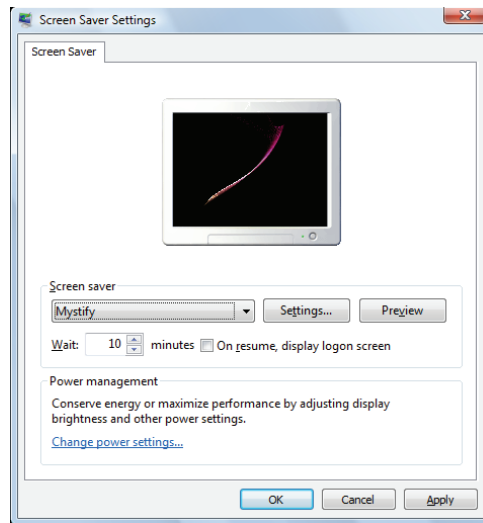 Screen Saver Settings
Screen Saver
Screen saver
Mystify
Settings...
Preview
Wait: 10 minutes On resume, display logon screen
Power management
Conserve energy or maximize performance by adjusting display
brightness and other power settings.
Change power settings...
OK Cancel Apply